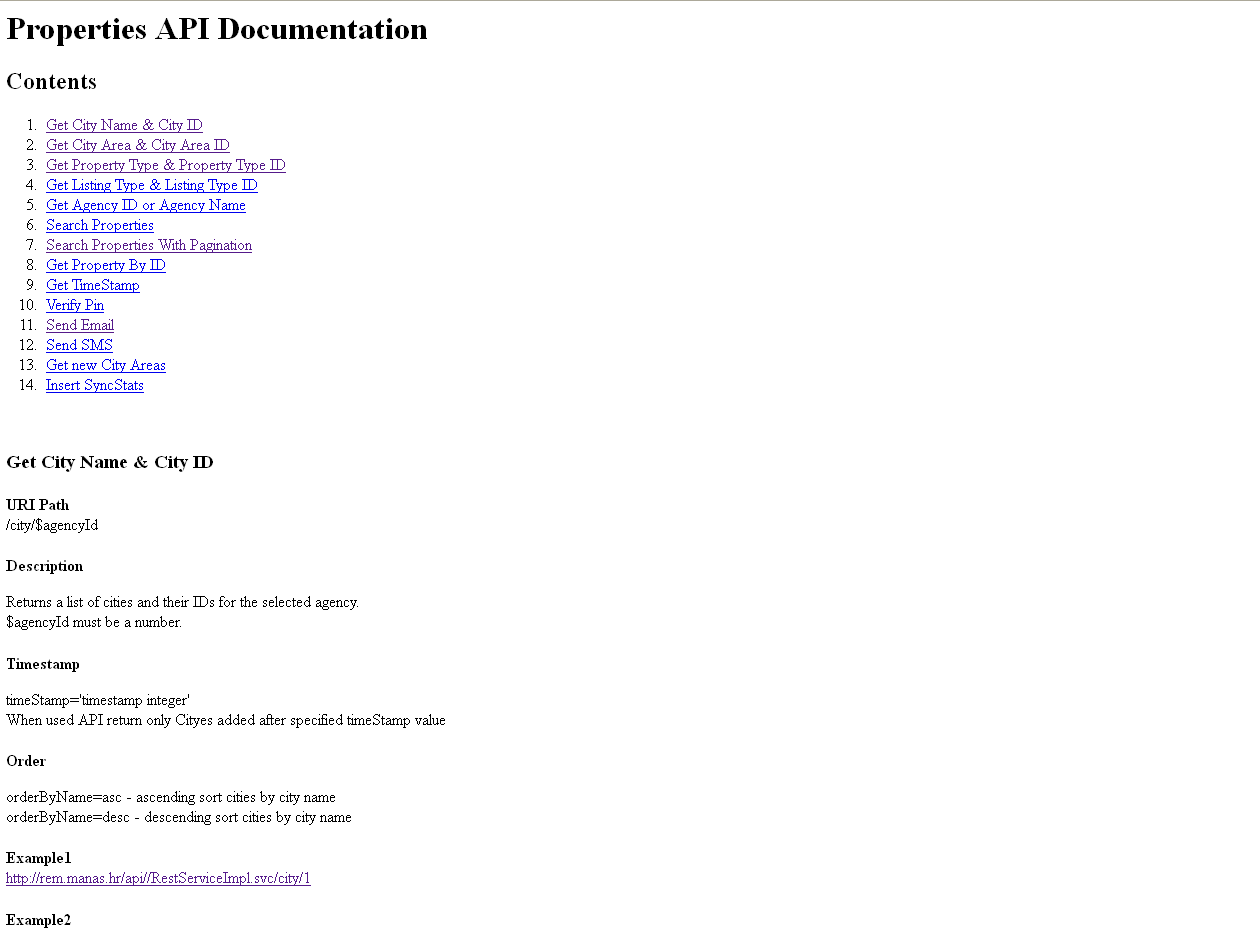 Properties API Documentation
Contents
1. Get City Name & City ID
2. Get City Area & City Area ID
3. Get Property Type & Property Type ID
4. Get Listing Type & Listing Type ID
5. Get Agency ID or Agency Name
6. Search Properties
7. Search Properties With Pagination
8. Get Property By ID
9. Get TimeStamp
10. Verify Pin
11. Send Email
12. Send SMS
13. Get new City Areas
14. Insert SyncStats
Get City Name & City ID
URI Path
/city/$agencyId
Description
Returns a list of cities and their IDs for the selected agency.
$agencyId must be a number.
Timestamp
timeStamp='timestamp integer'
When used API return only Cityes added after specified timeStamp value
Order
orderByName=asc - ascending sort cities by city name
orderByName=desc - descending sort cities by city name
Example1
http://rem.manas.hr/api//RestServiceImpl.svc/city/1
Example2